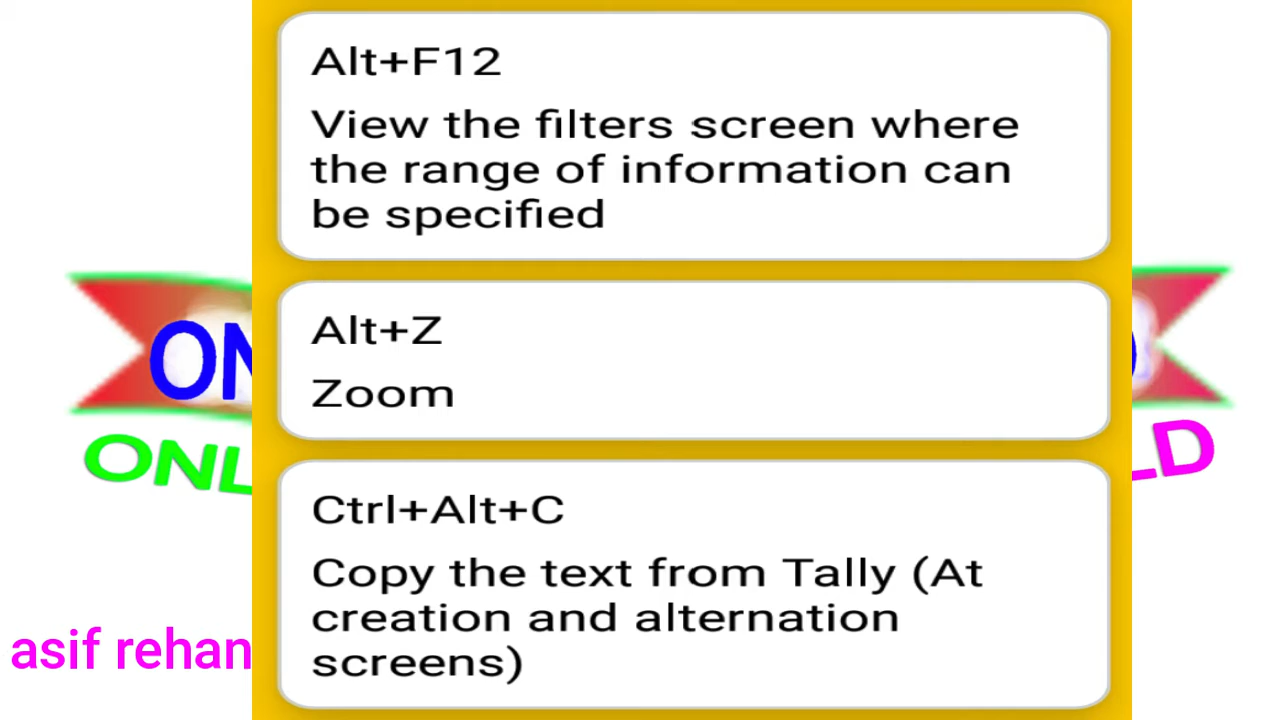 Alt+F12
View the filters screen where
the range of information can
be specified
Alt+Z
Zoom
Ctrl+Alt+C
Copy the text from Tally (At
creation and alternation
screens)
asif rehan